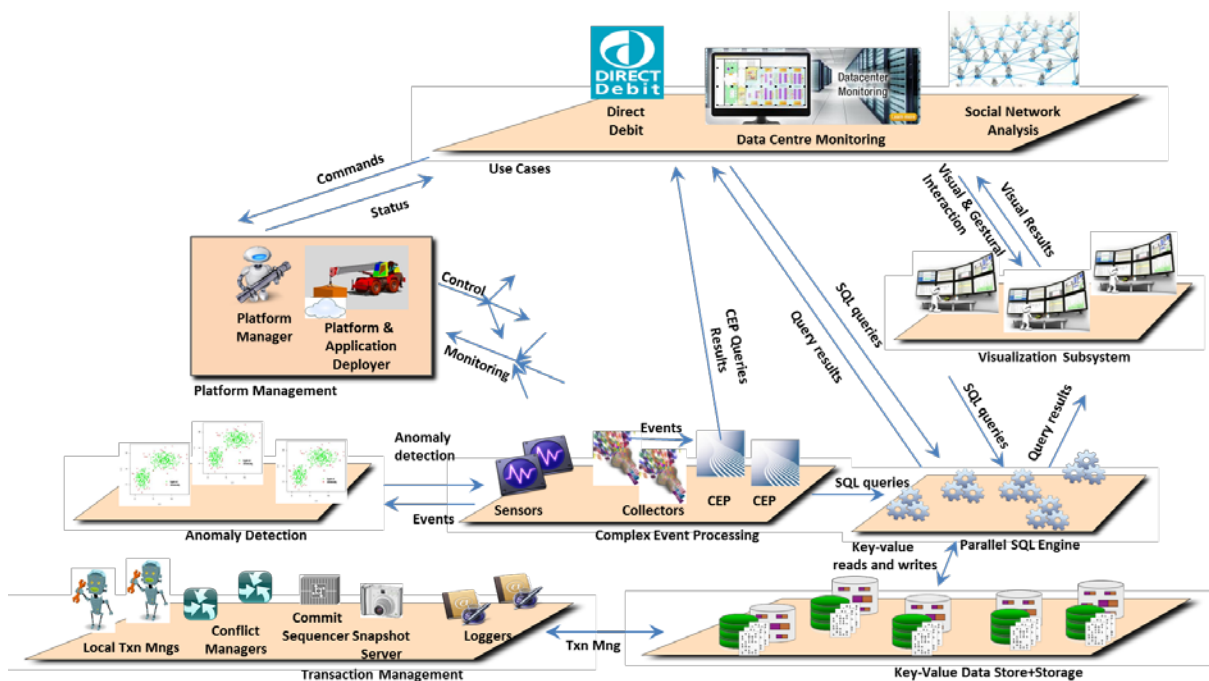 DIRECT
Debit
Datacenter
Monitoring
Direct
Debit
Data Centre Monitoring
Social Network
Analysis
Use Cases
Commands
Status
Visual & Gestural
Interaction
Visual Results
Platform
Manager
Platform &
Application
Deployer
Platform Management
Control
Monitoring
CEP Queries
Results
Query results
SQL queries
Visualization Subsystem
SQL queries
Query results
Anomaly
detection
Events
Anomaly Detection
Events
Sensors
Collectors
CEP
CEP
Complex Event Processing
SQL queries
Parallel SQL Engine
Key-value
reads and writes
Local Txn Mngs
Conflict
Managers
Commit
Sequencer
Snapshot
Server
Loggers
Transaction Management
Txn Mng
Key-Value Data Store+Storage